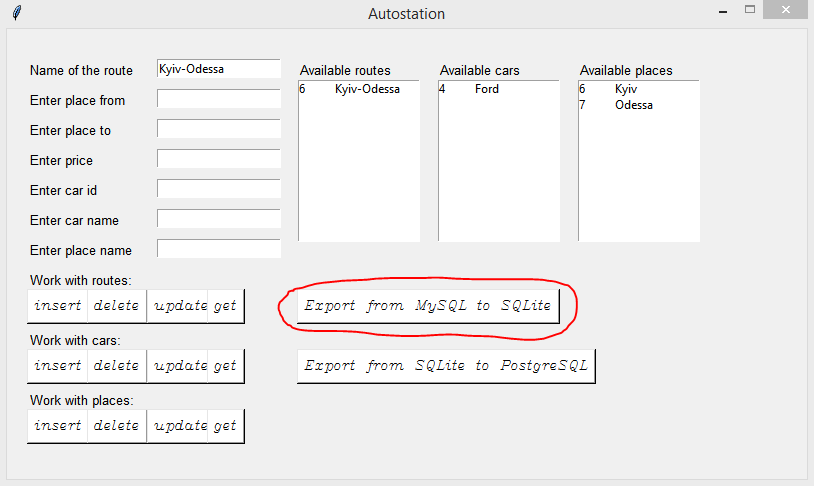 Autostation
Name of the route
Kyiv-Odessa
Enter place from
Enter place to
Enter price
Enter car id
Enter car name
Enter place name
Available routes
6 Kyiv-Odessa
Available cars
4 Ford
Available places
6 Kyiv
7 Odessa
Work with routes:
insert delete update get
Export from MySQL to SQLite
Work with cars:
insert delete update get
Export from SQLite to PostgreSQL
Work with places:
insert delete update get